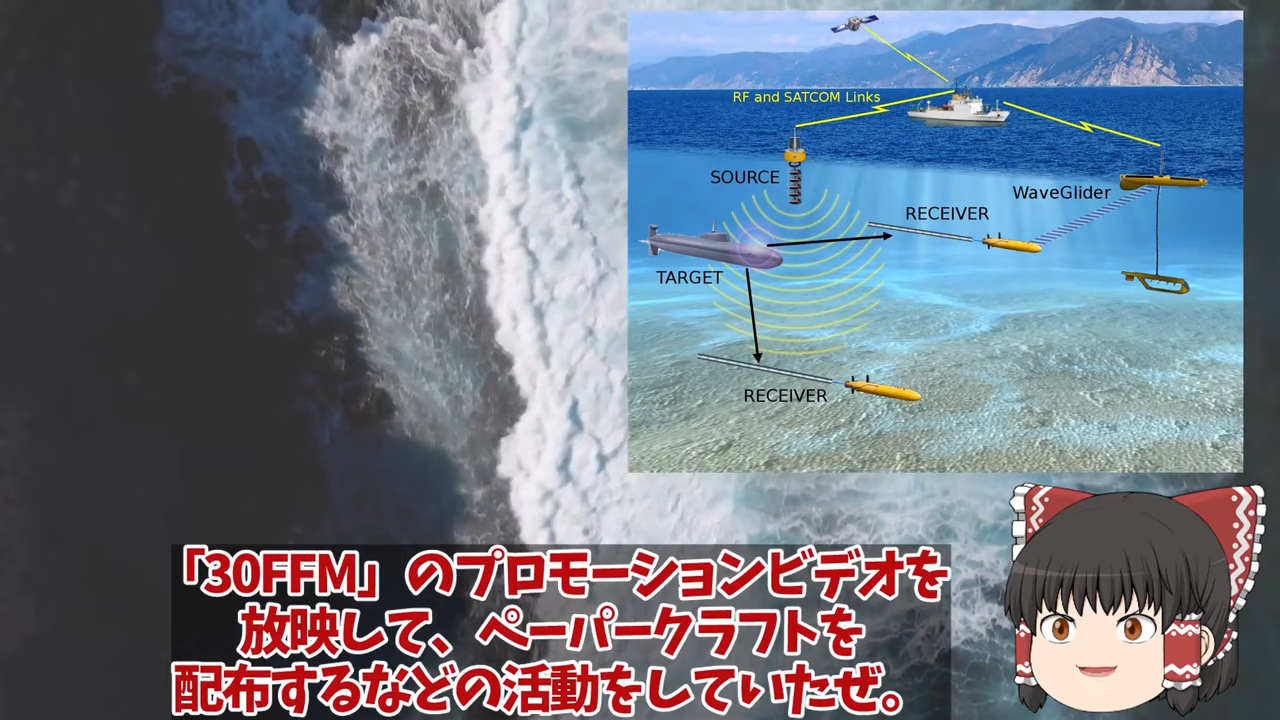 RF and SATCOM Links
SOURCE
WaveGlider
RECEIVER
TARGET
RECEIVER
「30FFM」のプロモーションビデオを
放映して、ペーパークラフトを
配布するなどの活動をしていたぜ。